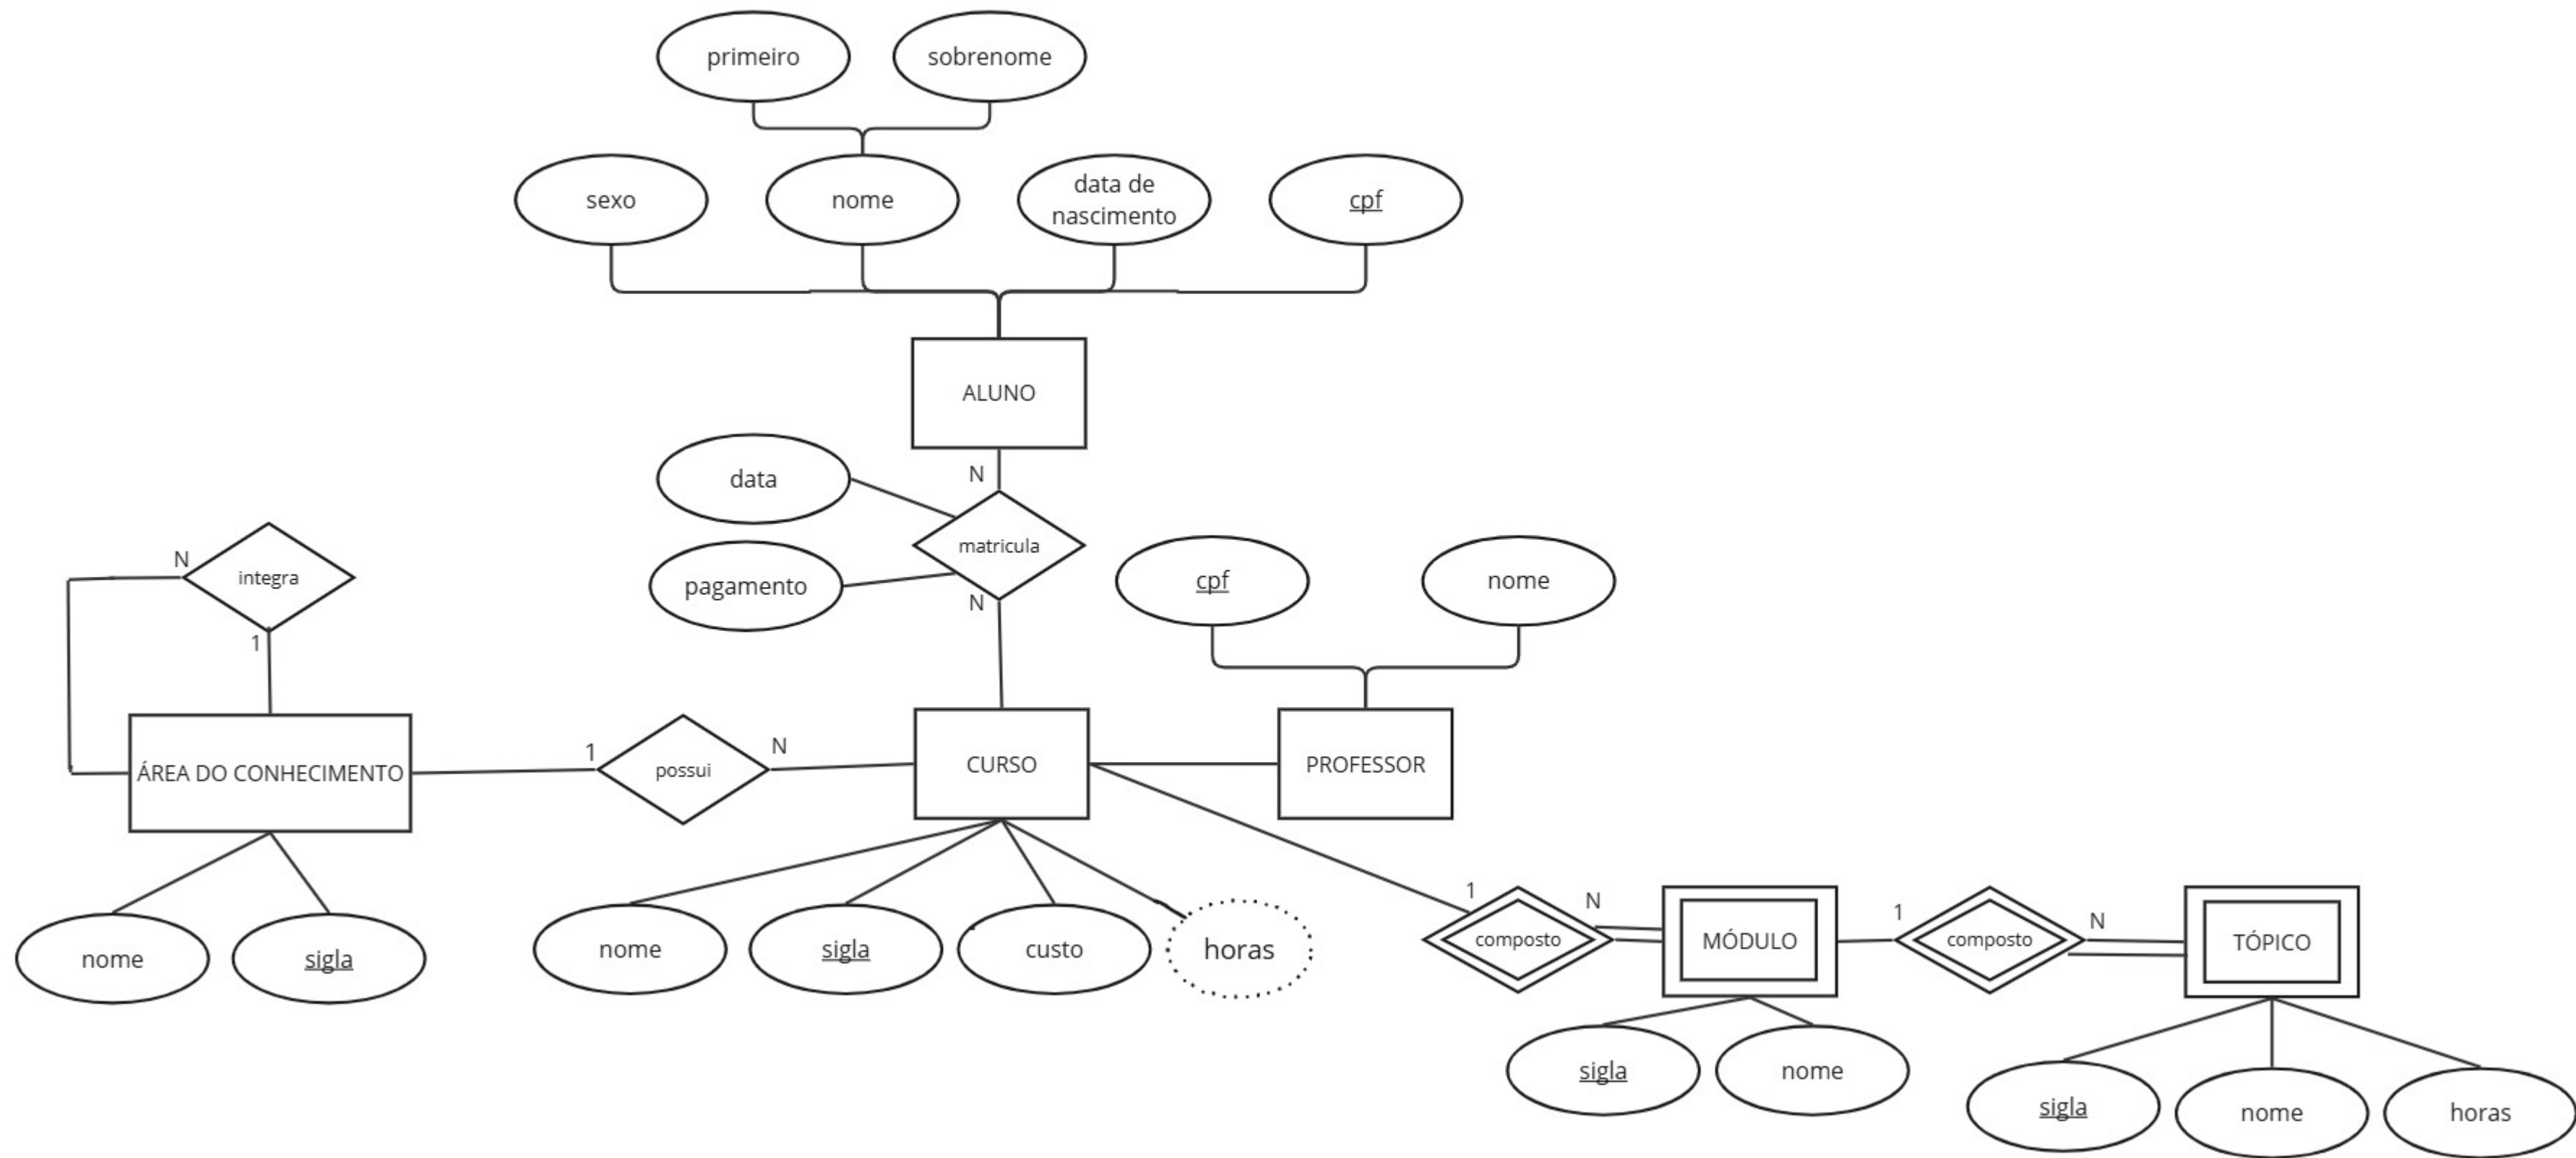 primeiro
sobrenome
sexo
nome
data de
nascimento
cpf
ALUNO
N
data
matricula
pagamento
N
N
integra
1
cpf
nome
ÁREA DO CONHECIMENTO
1
possui
N
CURSO
PROFESSOR
nome
sigla
nome
sigla
custo
horas
1
composto
N
MÓDULO
1
composto
N
TÓPICO
sigla
nome
sigla
nome
horas